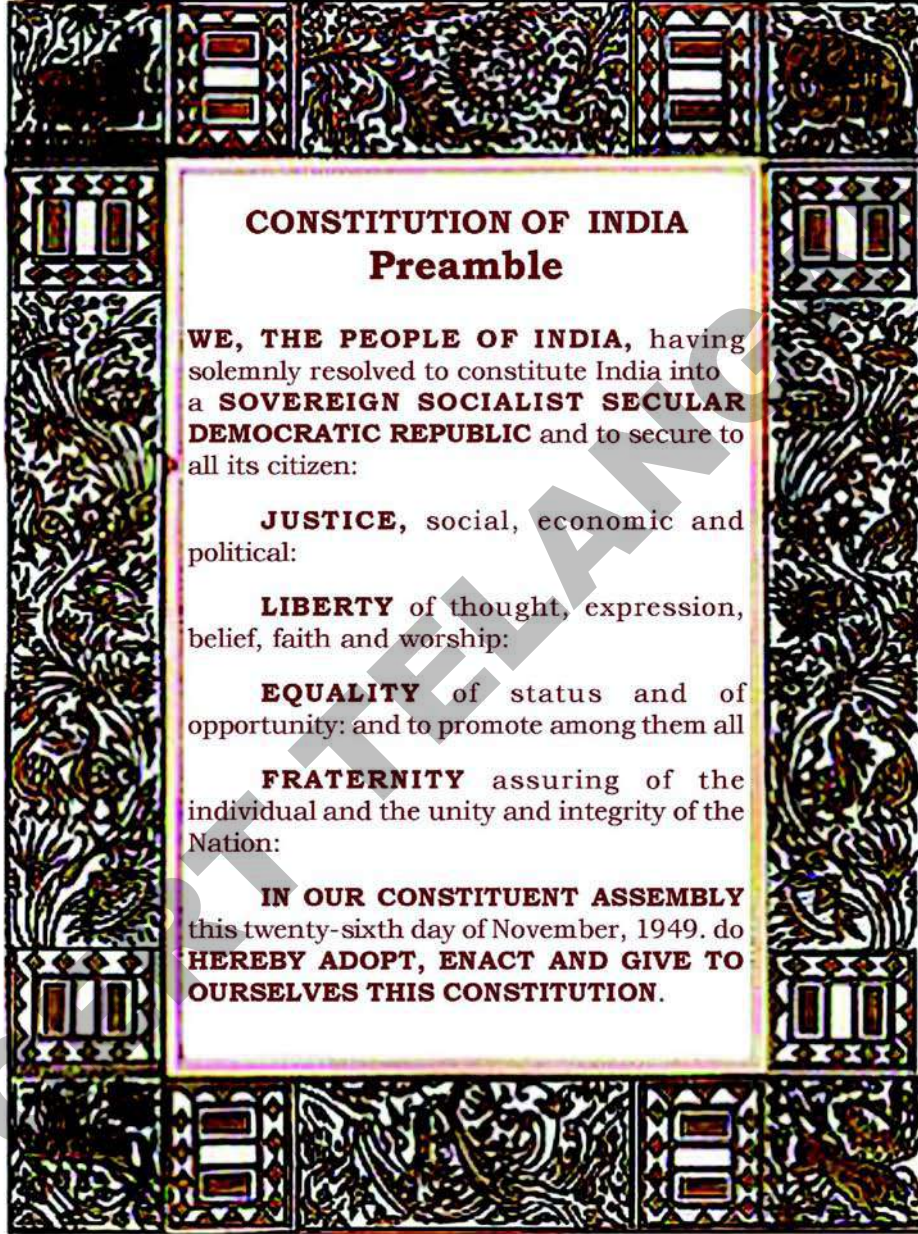 CONSTITUTION OF INDIA
Preamble
WE, THE PEOPLE OF INDIA, having
solemnly resolved to constitute India into
a SOVEREIGN SOCIALIST SECULAR
DEMOCRATIC REPUBLIC and to secure to
all its citizen:
JUSTICE, social, economic and
political:
LIBERTY of thought, expression,
belief, faith and worship:
EQUALITY of status and of
opportunity: and to promote among them all
FRATERNITY assuring of the
individual and the unity and integrity of the
Nation:
IN OUR CONSTITUENT ASSEMBLY
this twenty-sixth day of November, 1949. do
HEREBY ADOPT, ENACT AND GIVE TO
OURSELVES THIS CONSTITUTION.